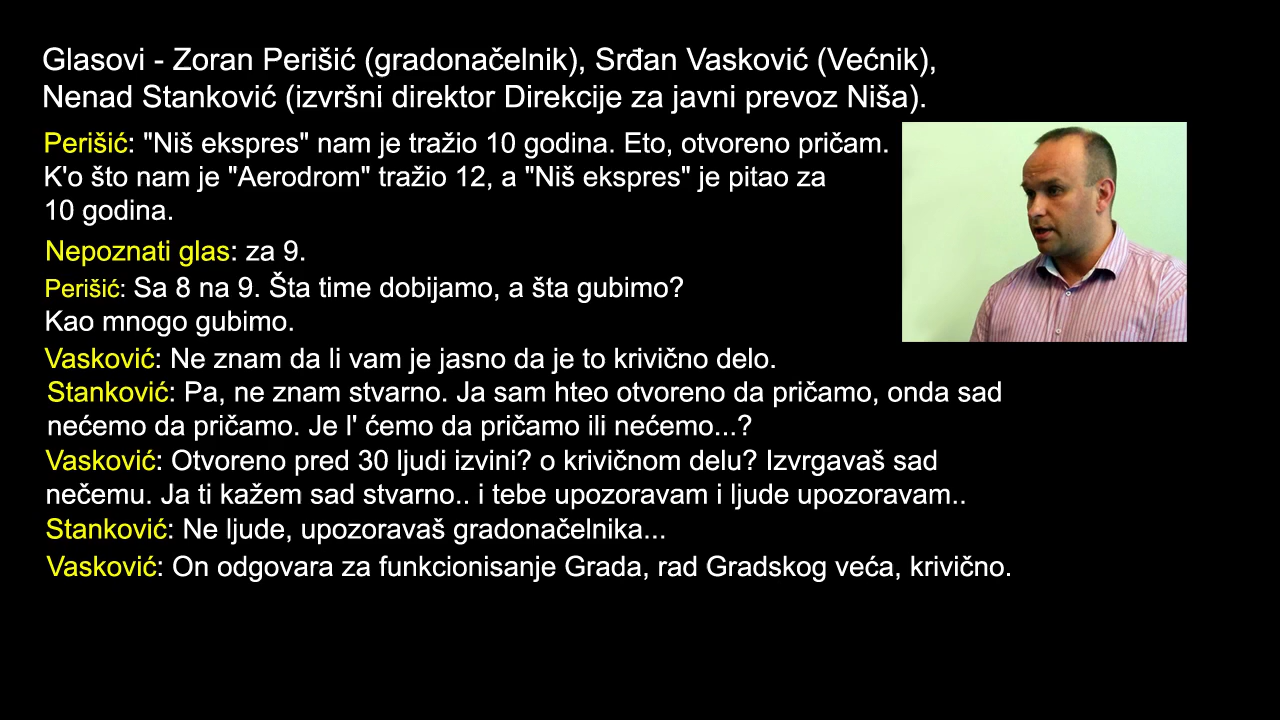 Glasovi - Zoran Perišić (gradonačelnik), Srđan Vasković (Većnik),
Nenad Stanković (izvršni direktor Direkcije za javni prevoz Niša).
Perišić: "Niš ekspres" nam je tražio 10 godina. Eto, otvoreno pričam.
K'o što nam je "Aerodrom" tražio 12, a "Niš ekspres" je pitao za
10 godina.
Nepoznati glas: za 9.
Perišić: Sa 8 na 9. Šta time dobijamo, a šta gubimo?
Kao mnogo gubimo.
Vasković: Ne znam da li vam je jasno da je to krivično delo.
Stanković: Pa, ne znam stvarno. Ja sam hteo otvoreno da pričamo, onda sad
nećemo da pričamo. Je l' ćemo da pričamo ili nećemo...?
Vasković: Otvoreno pred 30 ljudi izvini? o krivičnom delu? Izvrgavaš sad
nečemu. Ja ti kažem sad stvarno.. i tebe upozoravam i ljude upozoravam..
Stanković: Ne ljude, upozoravaš gradonačelnika...
Vasković: On odgovara za funkcionisanje Grada, rad Gradskog veća, krivično.